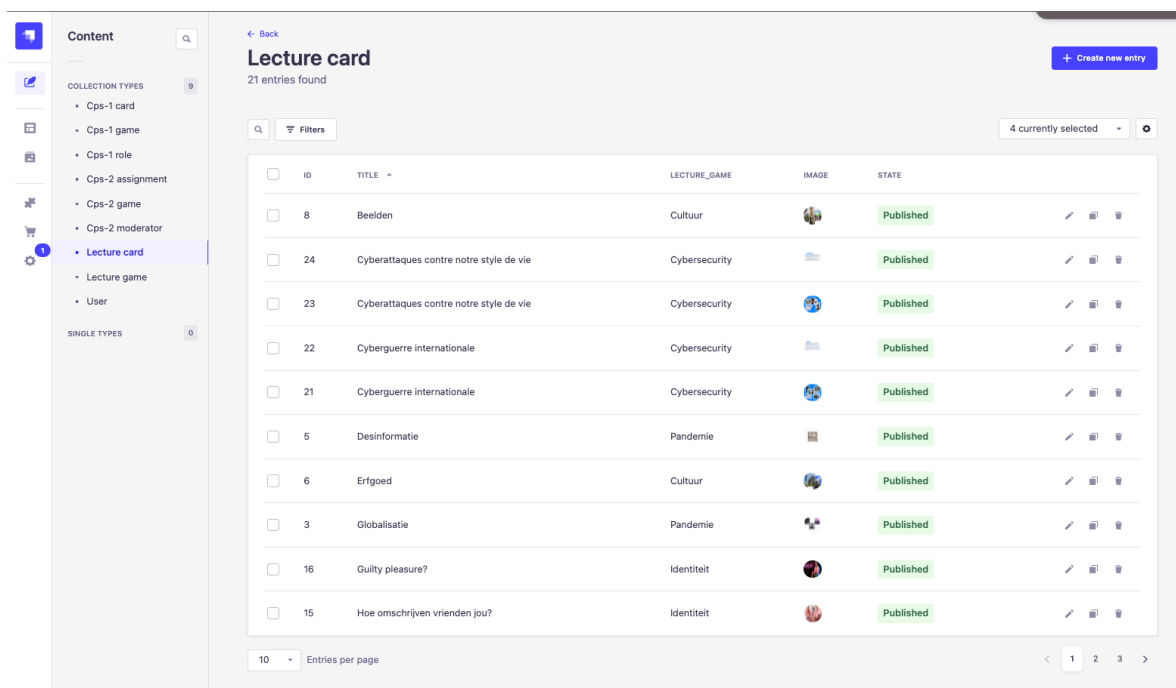 Content
COLLECTION TYPES 9
Cps-1 card
Cps-1 game
Cps-1 role
Cps-2 assignment
Cps-2 game
Cps-2 moderator
Lecture card
Lecture game
User
SINGLE TYPES 0
1
← Back
Lecture card
21 entries found
+ Create new entry
Filters
4 currently selected
ID TITLE LECTURE_GAME IMAGE STATE
8 Beelden Cultuur Published
24 Cyberattaques contre notre style de vie Cybersecurity Published
23 Cyberattaques contre notre style de vie Cybersecurity Published
22 Cyberguerre internationale Cybersecurity Published
21 Cyberguerre internationale Cybersecurity Published
5 Desinformatie Pandemie Published
6 Erfgoed Cultuur Published
3 Globalisatie Pandemie Published
16 Guilty pleasure? Identiteit Published
15 Hoe omschrijven vrienden jou? Identiteit Published
10 Entries per page
1 2 3